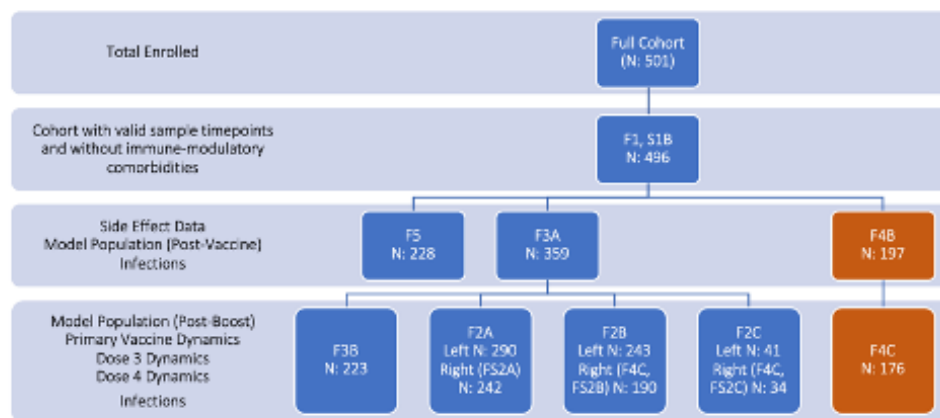 Total Enrolled
Full Cohort
(N: 501)
Cohort with valid sample timepoints
and without immune-modulatory
comorbidities
F1, S1B
N: 496
Side Effect Data
Model Population (Post-Vaccine)
Infections
F5
N: 228
F3A
N: 359
F4B
N: 197
Model Population (Post-Boost)
Primary Vaccine Dynamics
Dose 3 Dynamics
Dose 4 Dynamics
Infections
F3B
N: 223
F2A
Left N: 290
Right (FS2A)
N: 242
F2B
Left N: 243
Right (F4C,
FS2B) N: 190
F2C
Left N: 41
Right (F4C,
FS2C) N: 34
F4C
N: 176